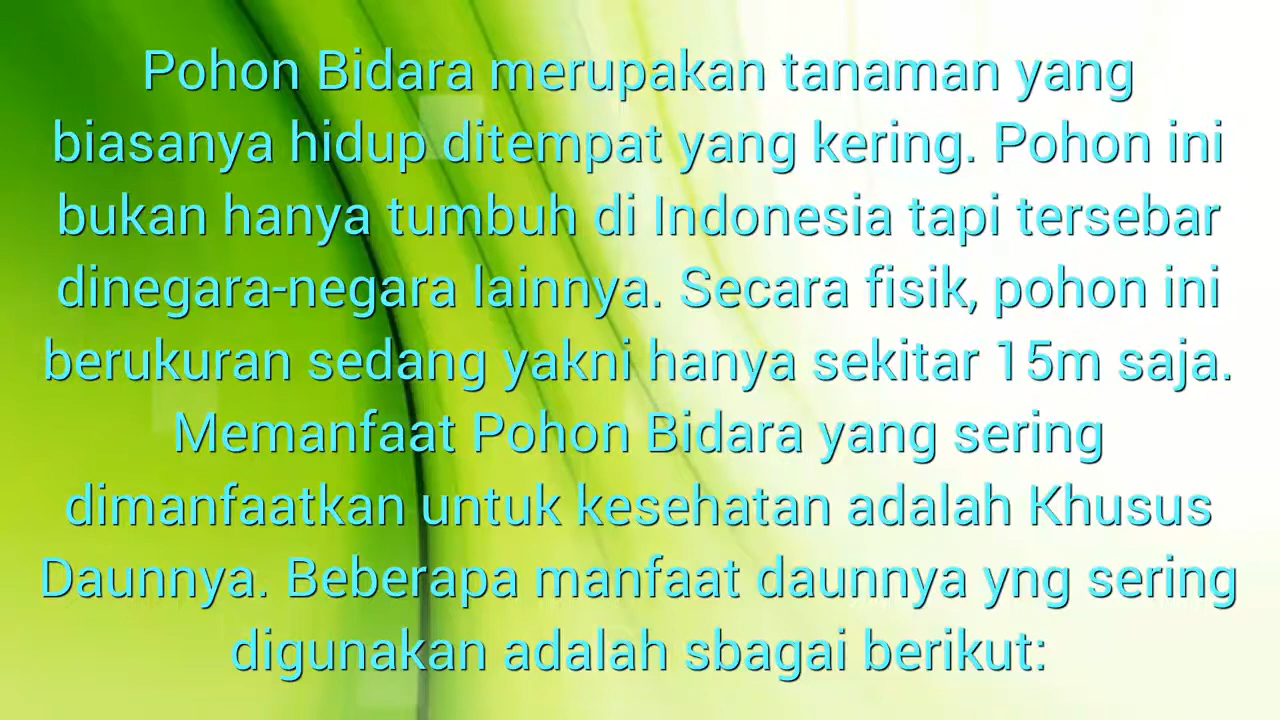 Pohon Bidara merupakan tanaman yang
biasanya hidup ditempat yang kering. Pohon ini
bukan hanya tumbuh di Indonesia tapi tersebar
dinegara-negara lainnya. Secara fisik, pohon ini
berukuran sedang yakni hanya sekitar 15m saja.
Memanfaat Pohon Bidara yang sering
dimanfaatkan untuk kesehatan adalah Khusus
Daunnya. Beberapa manfaat daunnya yng sering
digunakan adalah sbagai berikut: